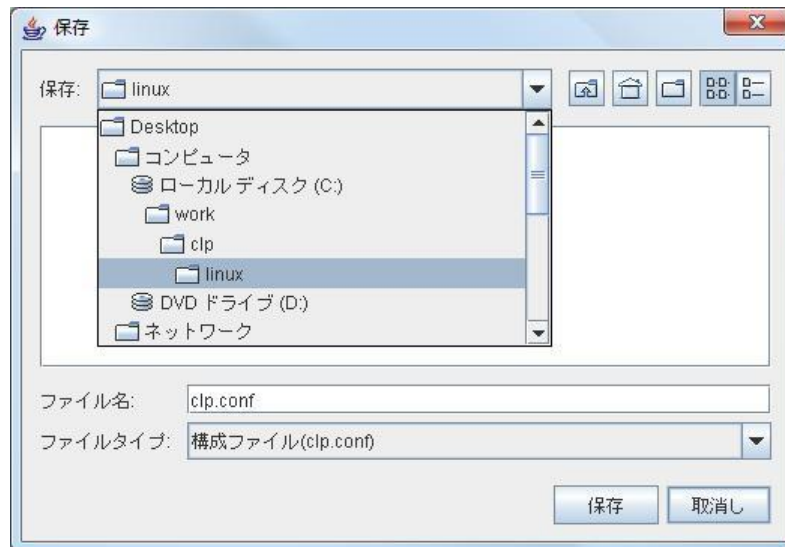 保存
保存: linux
Desktop
コンピュータ
ローカル ディスク (C:)
work
clp
linux
DVD ドライブ (D:)
ネットワーク
ファイル名: clp.conf
ファイルタイプ: 構成ファイル(clp.conf)
保存 取消し